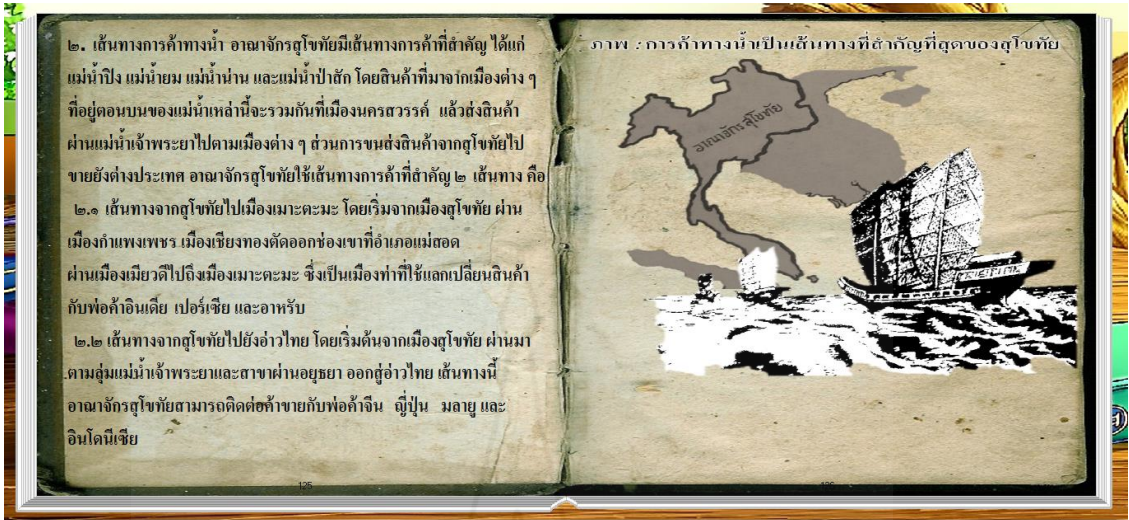 ๒. เส้นทางการค้าทางน้ำ อาณาจักรสุโขทัยมีเส้นทางการค้าที่สำคัญ ได้แก่
แม่น้ำปิง แม่น้ำยม แม่น้ำน่าน และแม่น้ำป่าสัก โดยสินค้าที่มาจากเมืองต่าง ๆ
ที่อยู่ตอนบนของแม่น้ำเหล่านี้จะรวมกันที่เมืองนครสวรรค์ แล้วส่งสินค้า
ผ่านแม่น้ำเจ้าพระยาไปตามเมืองต่าง ๆ ส่วนการขนส่งสินค้าจากสุโขทัยไป
ขายยังต่างประเทศ อาณาจักรสุโขทัยใช้เส้นทางการค้าที่สำคัญ ๒ เส้นทาง คือ
๒.๑ เส้นทางจากสุโขทัยไปเมืองเมาะตะมะ โดยเริ่มจากเมืองสุโขทัย ผ่าน
เมืองกำแพงเพชร เมืองเชียงทองตัดออกช่องเขาที่อำเภอแม่สอด
ผ่านเมืองเมียวดีไปถึงเมืองเมาะตะมะ ซึ่งเป็นเมืองท่าที่ใช้แลกเปลี่ยนสินค้า
กับพ่อค้าอินเดีย เปอร์เซีย และอาหรับ
๒.๒ เส้นทางจากสุโขทัยไปยังอ่าวไทย โดยเริ่มต้นจากเมืองสุโขทัย ผ่านมา
ตามลุ่มแม่น้ำเจ้าพระยาและสาขาผ่านอยุธยา ออกสู่อ่าวไทย เส้นทางนี้
อาณาจักรสุโขทัยสามารถติดต่อค้าขายกับพ่อค้าจีน ญี่ปุ่น มลายู และ
อินโดนีเซีย
125
ภาพ : การค้าทางน้ำเป็นเส้นทางที่สำคัญที่สุดของสุโขทัย
อาณาจักรสุโขทัย
126